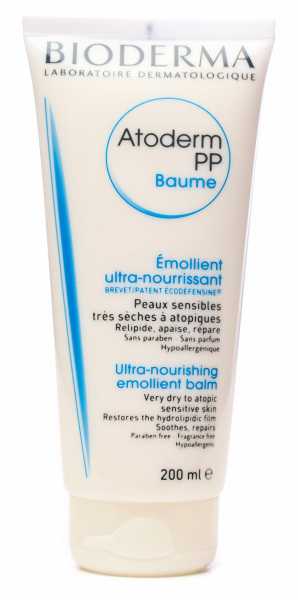 BIODERMA
LABORATOIRE DERMATOLOGIQUE
Atoderm
PP
Baume
Émollient
ultra-nourrissant
BREVET/PATENT ECODÉFENSINE®
Peaux sensibles
très sèches à atopiques
Relipide, apaise, répare
Sans paraben - Sans parfum
Hypoallergénique
Ultra-nourishing
emollient balm
Very dry to atopic
sensitive skin
Restores the hydrolipidic film
Soothes, repairs
Paraben free - Fragrance free
Hypoallergenic
200 ml e